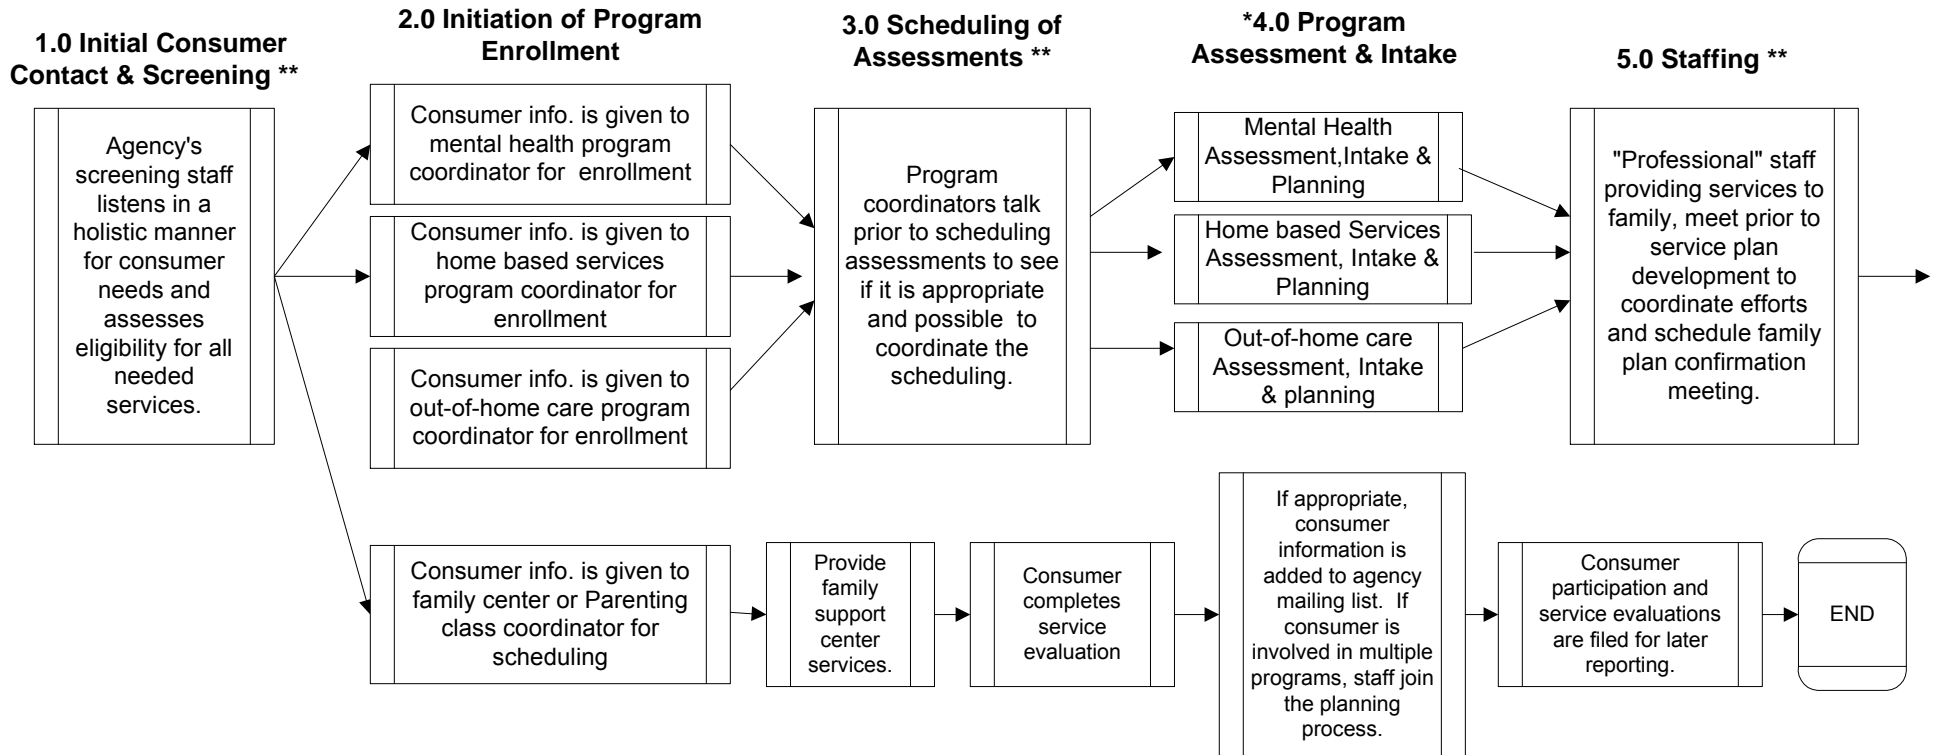 1.0 Initial Consumer
Contact & Screening **
Agency's
screening staff
listens in a
holistic manner
for consumer
needs and
assesses
eligibility for all
needed
services.
2.0 Initiation of Program
Enrollment
Consumer info. is given to
mental health program
coordinator for enrollment
Consumer info. is given to
home based services
program coordinator for
enrollment
Consumer info. is given to
out-of-home care program
coordinator for enrollment
3.0 Scheduling of
Assessments **
Program
coordinators talk
prior to scheduling
assessments to see
if it is appropriate
and possible to
coordinate the
scheduling.
*4.0 Program
Assessment & Intake
Mental Health
Assessment,Intake &
Planning
Home based Services
Assessment, Intake &
Planning
Out-of-home care
Assessment, Intake
& planning
5.0 Staffing **
"Professional" staff
providing services to
family, meet prior to
service plan
development to
coordinate efforts
and schedule family
plan confirmation
meeting.
Consumer info. is given to
family center or Parenting
class coordinator for
scheduling
Provide
family
support
center
services.
Consumer
completes
service
evaluation
If appropriate,
consumer
information is
added to agency
mailing list. If
consumer is
involved in multiple
programs, staff join
the planning
process.
Consumer
participation and
service evaluations
are filed for later
reporting.
END